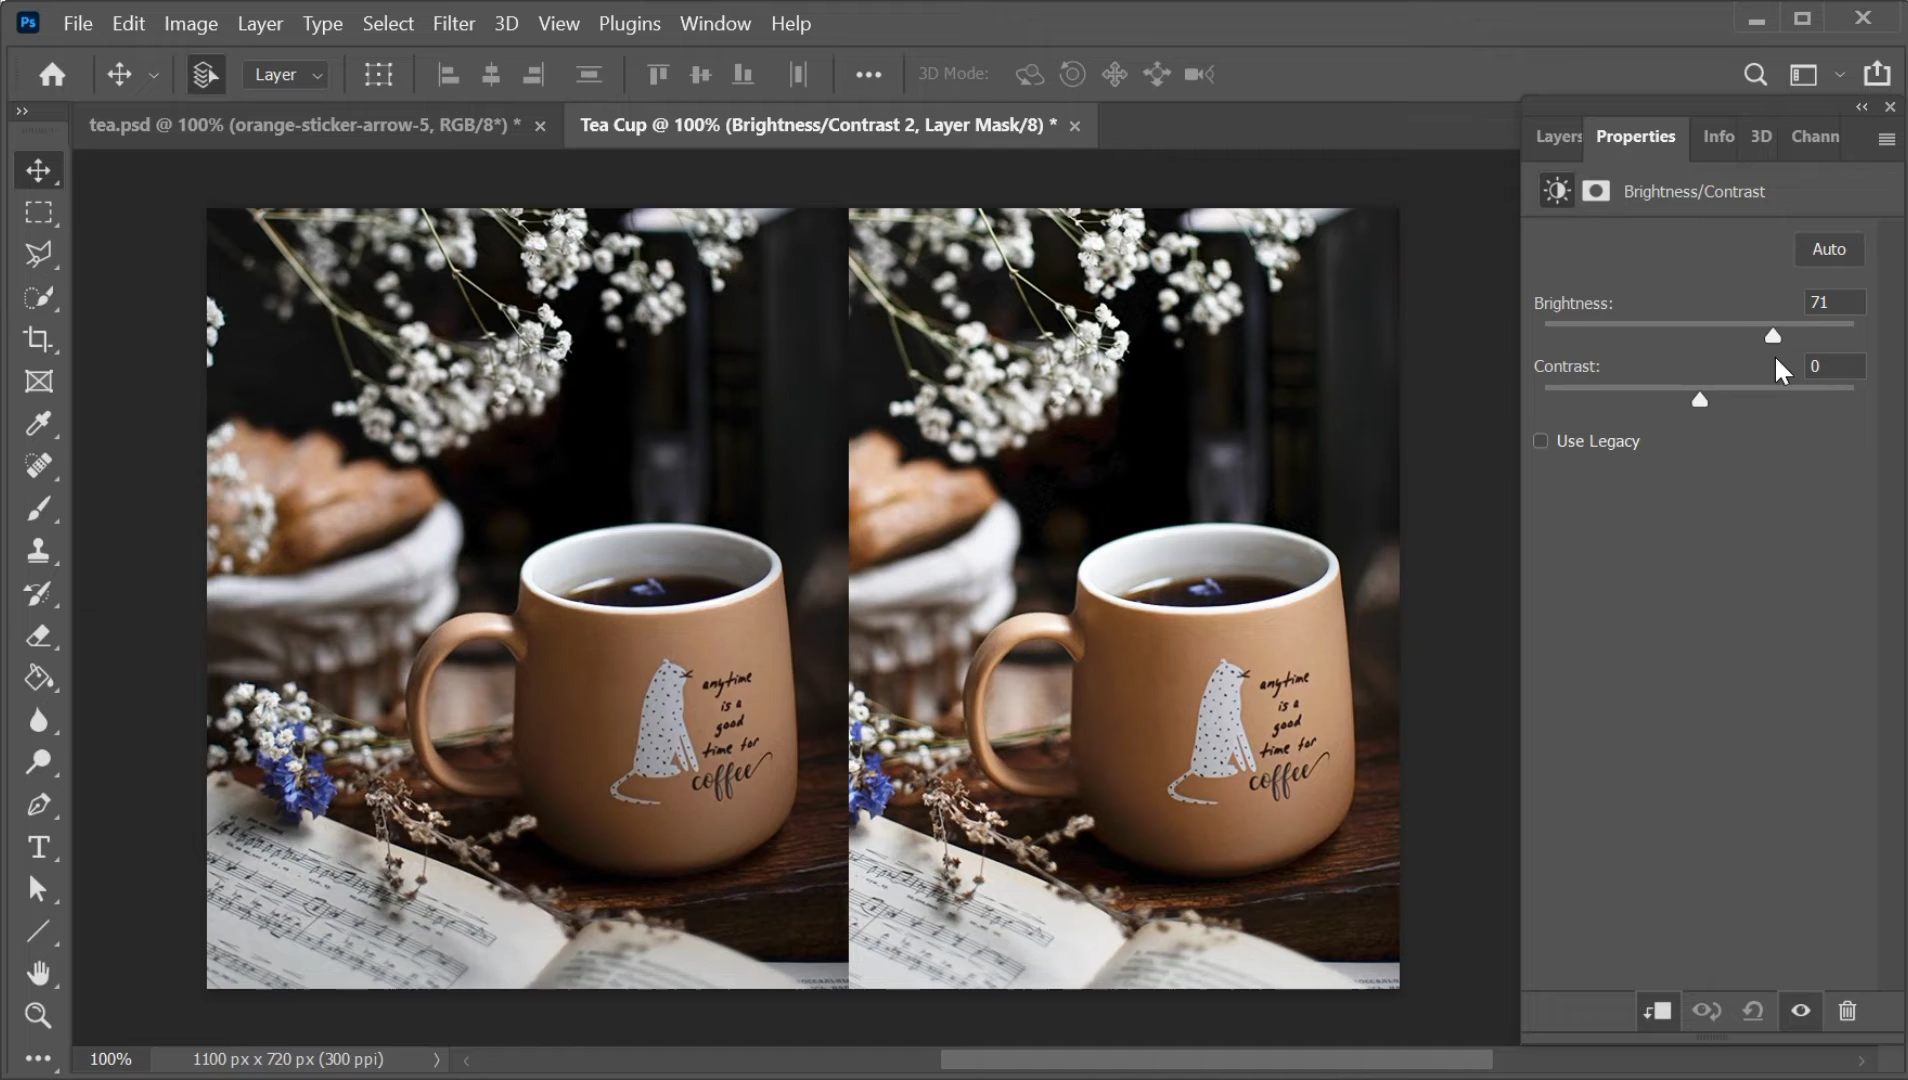 Ps File Edit Image Layer Type Select Filter 3D View Plugins Window Help
Layer 3D Mode:
tea.psd @ 100% (orange-sticker-arrow-5, RGB/8*) * Tea Cup @ 100% (Brightness/Contrast 2, Layer Mask/8) *
Layers Properties Info 3D Chann
Brightness/Contrast
Auto
Brightness: 71
Contrast: 0
Use Legacy
anytime
is a
good
time for
coffee
anytime
is a
good
time for
coffee
T
100% 1100 px x 720 px (300 ppi)